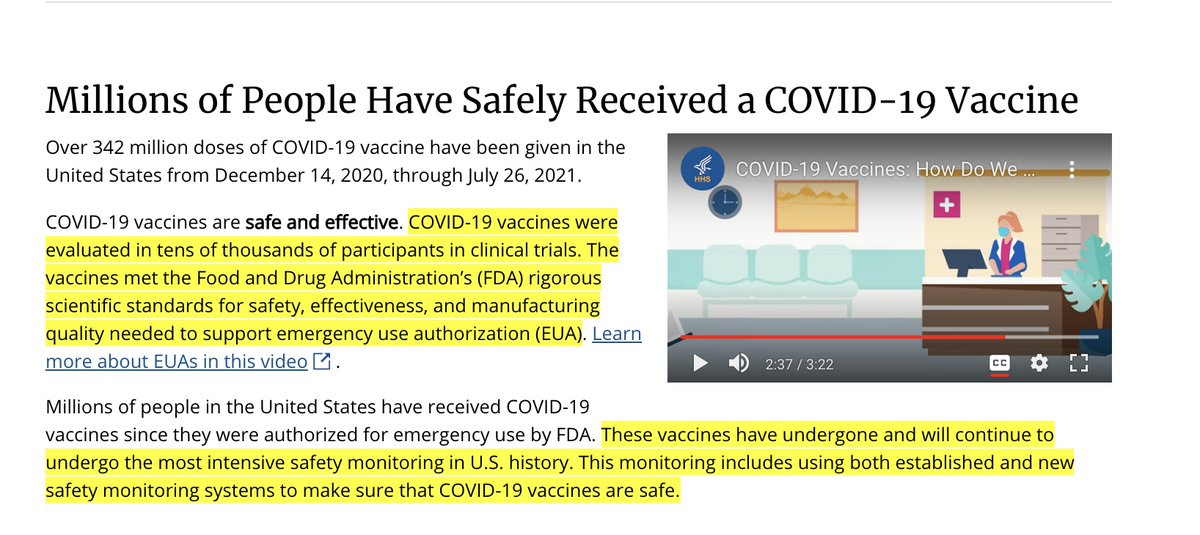 Millions of People Have Safely Received a COVID-19 Vaccine
Over 342 million doses of COVID-19 vaccine have been given in the
United States from December 14, 2020, through July 26, 2021.
COVID-19 vaccines are safe and effective. COVID-19 vaccines were
evaluated in tens of thousands of participants in clinical trials. The
vaccines met the Food and Drug Administration’s (FDA) rigorous
scientific standards for safety, effectiveness, and manufacturing
quality needed to support emergency use authorization (EUA). Learn
more about EUAs in this video .
HHS
COVID-19 Vaccines: How Do We ...
2:37 / 3:22
CC
Millions of people in the United States have received COVID-19
vaccines since they were authorized for emergency use by FDA. These vaccines have undergone and will continue to
undergo the most intensive safety monitoring in U.S. history. This monitoring includes using both established and new
safety monitoring systems to make sure that COVID-19 vaccines are safe.